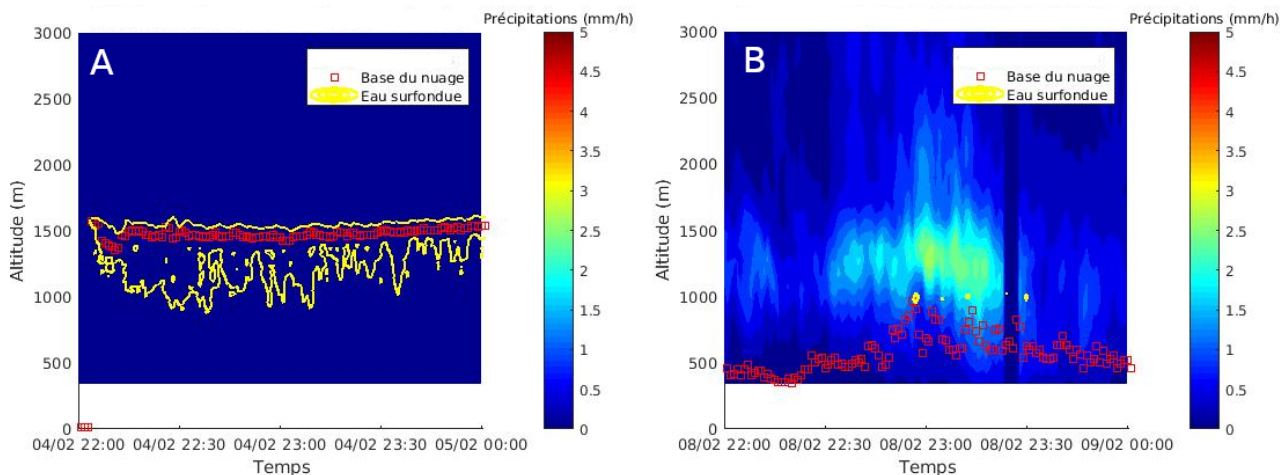 Précipitations (mm/h)
A
Base du nuage
Eau surfondue
3000
2500
2000
1500
1000
500
0
Altitude (m)
04/02 22:00 04/02 22:30 04/02 23:00 04/02 23:30 05/02 00:00
Temps
5
4.5
4
3.5
3
2.5
2
1.5
1
0.5
0
Précipitations (mm/h)
B
Base du nuage
Eau surfondue
3000
2500
2000
1500
1000
500
0
Altitude (m)
08/02 22:00 08/02 22:30 08/02 23:00 08/02 23:30 09/02 00:00
Temps
5
4.5
4
3.5
3
2.5
2
1.5
1
0.5
0